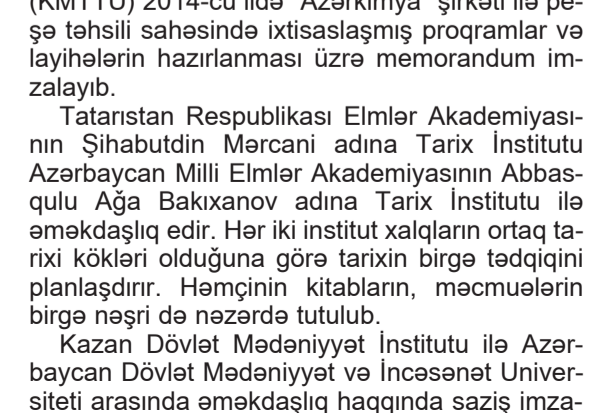 (KMTTU) 2014-cü ildə "Azərkimya" şirkəti ilə pe-
şə təhsili sahəsində ixtisaslaşmış proqramlar və
layihələrin hazırlanması üzrə memorandum im-
zalayıb.
Tatarıstan Respublikası Elmlər Akademiyası-
nın Şihabutdin Mərcani adına Tarix İnstitutu
Azərbaycan Milli Elmlər Akademiyasının Abbas-
qulu Ağa Bakıxanov adına Tarix İnstitutu ilə
əməkdaşlıq edir. Hər iki institut xalqların ortaq ta-
rixi kökləri olduğuna görə tarixin birgə tədqiqini
planlaşdırır. Həmçinin kitabların, məcmuələrin
birgə nəşri də nəzərdə tutulub.
Kazan Dövlət Mədəniyyət İnstitutu ilə Azər-
baycan Dövlət Mədəniyyət və İncəsənət Univer-
siteti arasında əməkdaşlıq haqqında saziş imza-